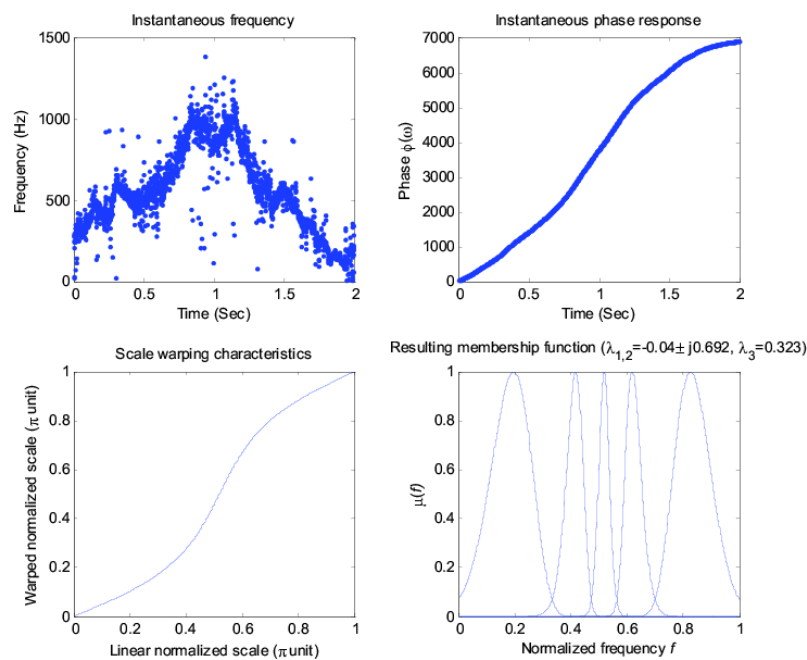 Instantaneous frequency
1500
1000
500
0
Frequency (Hz)
0 0.5 1 1.5 2
Time (Sec)
Instantaneous phase response
7000
6000
5000
4000
3000
2000
1000
0
Phase ϕ(ω)
0 0.5 1 1.5 2
Time (Sec)
Scale warping characteristics
1
0.8
0.6
0.4
0.2
0
Warped normalized scale (π unit)
0 0.2 0.4 0.6 0.8 1
Linear normalized scale (π unit)
Resulting membership function (λ1,2=-0.04± j0.692, λ3=0.323)
1
0.8
0.6
0.4
0.2
0
μ(f)
0 0.2 0.4 0.6 0.8 1
Normalized frequency f